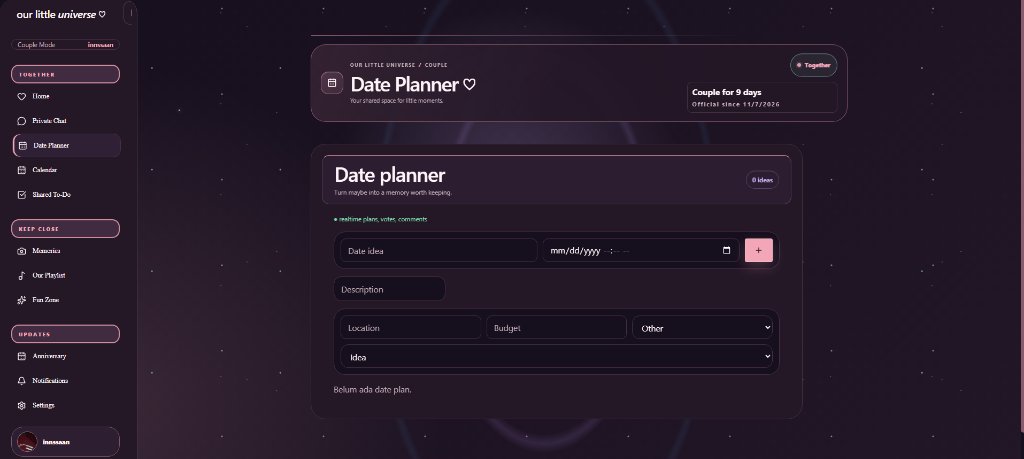 our little universe ♡
Couple Mode innvsaan
TOGETHER
Home
Private Chat
Date Planner
Calendar
Shared To-Do
KEEP CLOSE
Memories
Our Playlist
Fun Zone
UPDATES
Anniversary
Notifications
Settings
innssaan
OUR LITTLE UNIVERSE / COUPLE
Date Planner ♡
Your shared space for little moments.
Together
Couple for 9 days
Official since 11/7/2026
Date planner
Turn maybe into a memory worth keeping.
0 ideas
• realtime plans, votes, comments
Date idea
mm/dd/yyyy --:-- --
+
Description
Location
Budget
Other
Idea
Belum ada date plan.